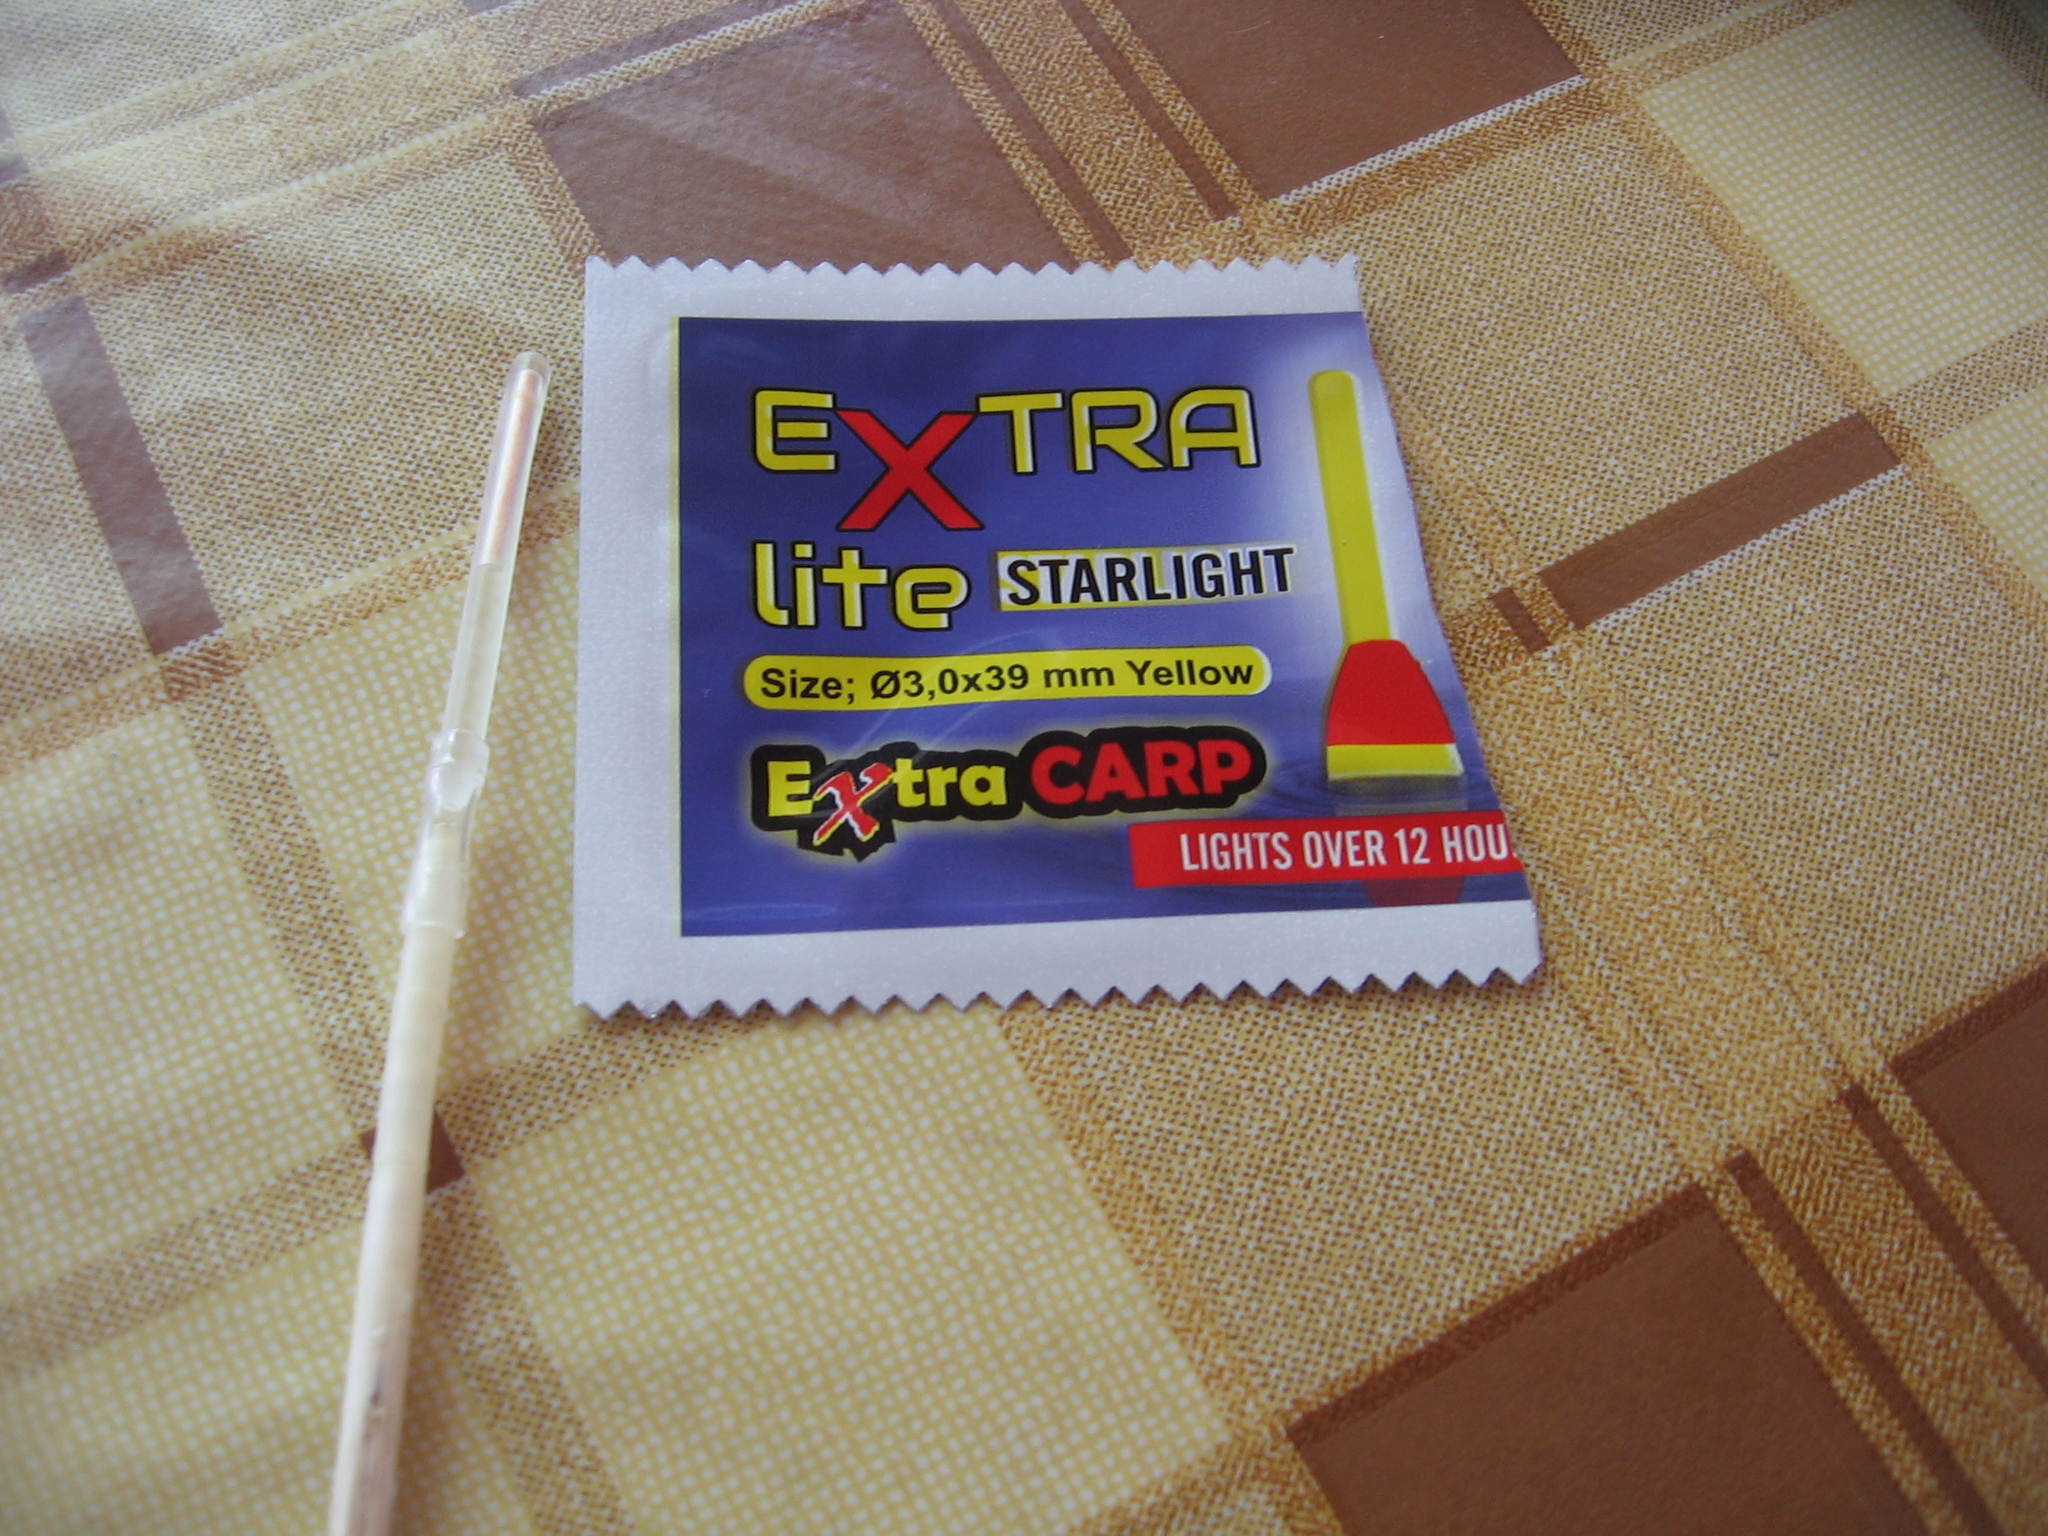 EXTRA
lite STARLIGHT
Size; Ø3,0x39 mm Yellow
Extra CARP
LIGHTS OVER 12 HOU